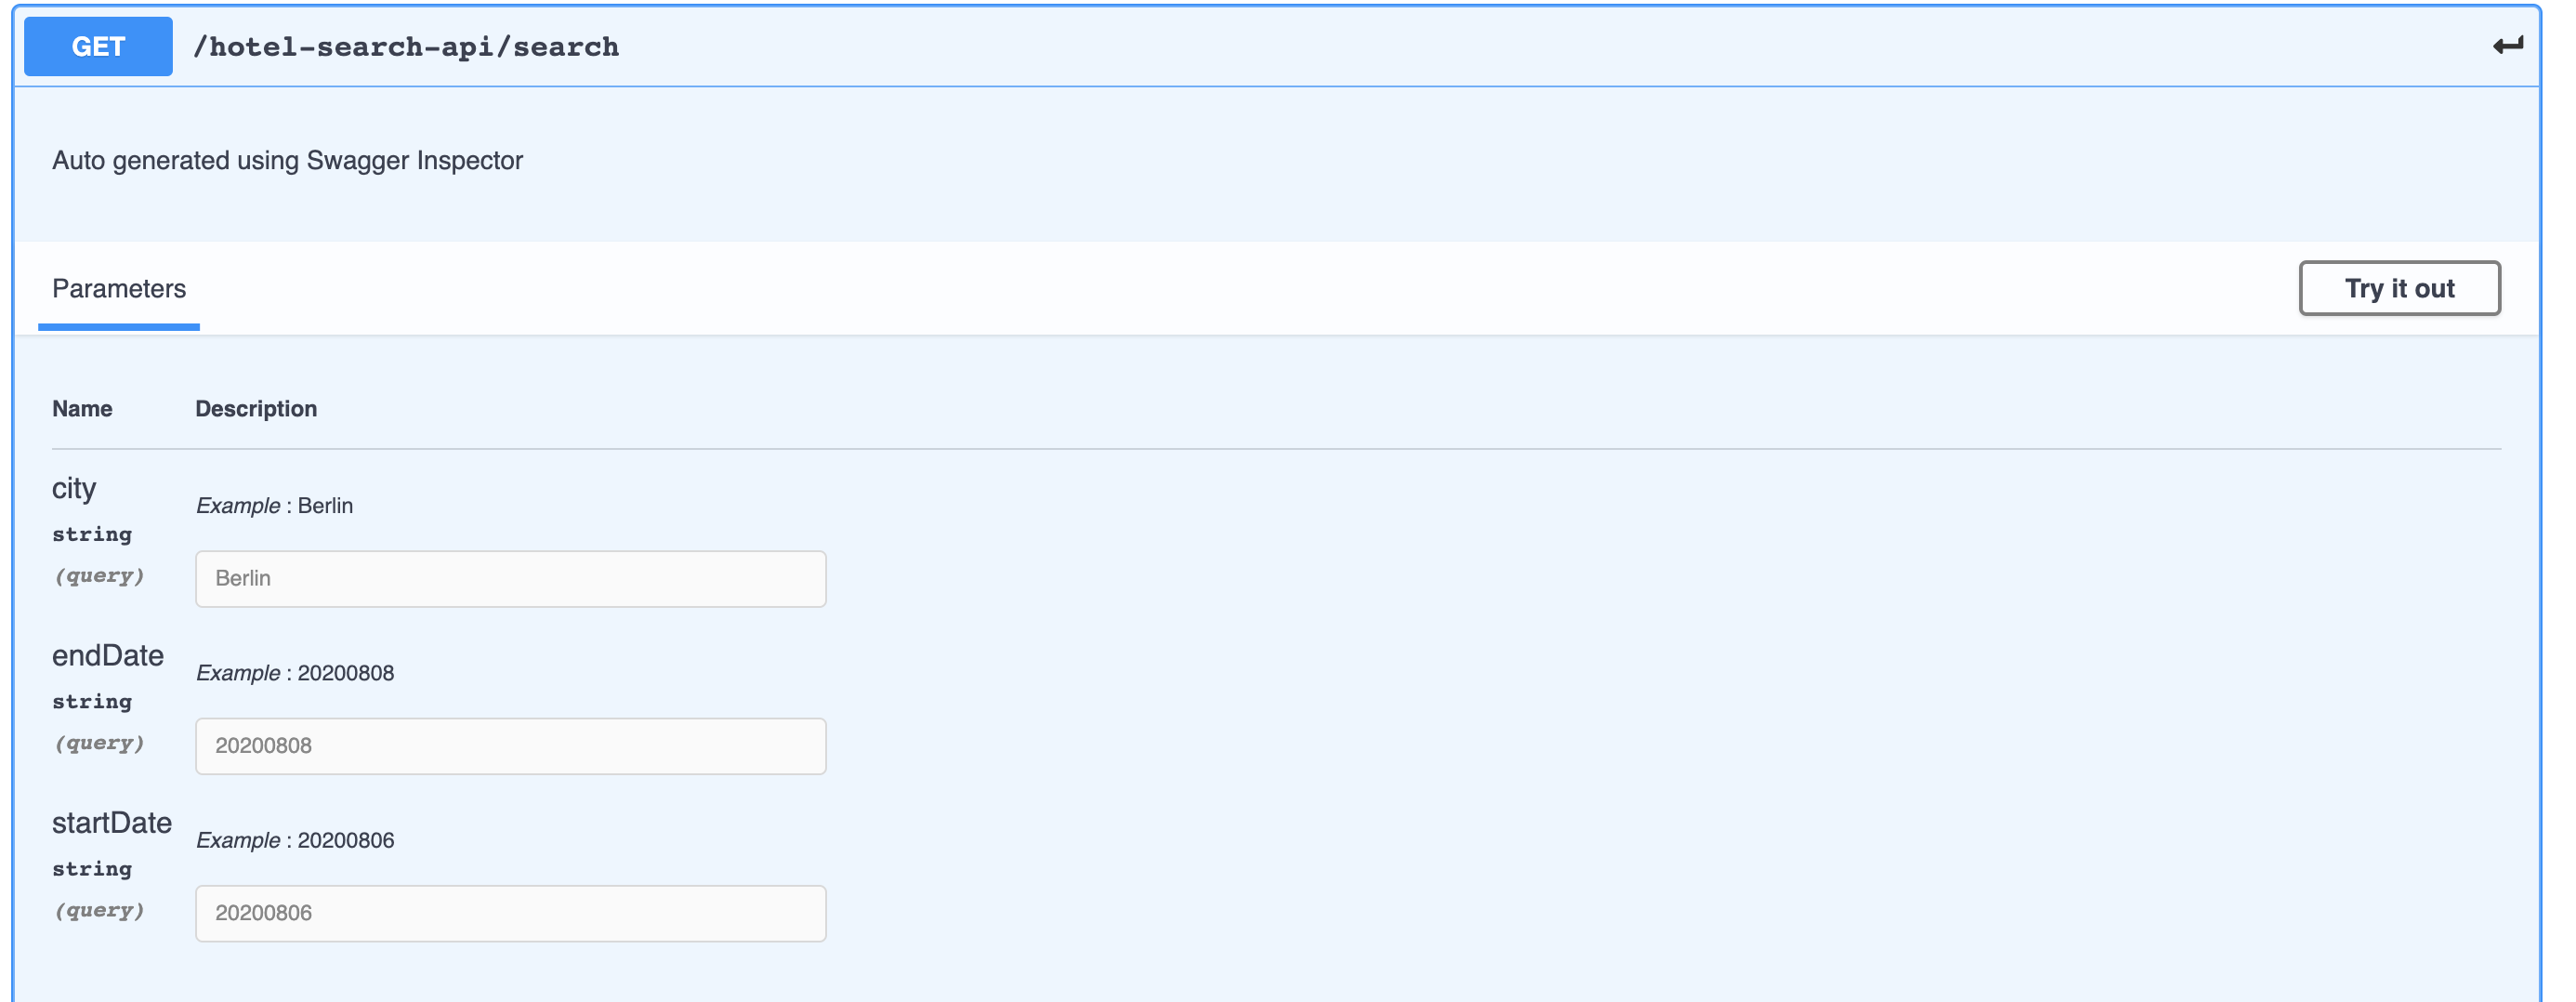 GET /hotel-search-api/search
Auto generated using Swagger Inspector
Parameters
Try it out
Name Description
city
string
(query)
Example : Berlin
Berlin
endDate
string
(query)
Example : 20200808
20200808
startDate
string
(query)
Example : 20200806
20200806